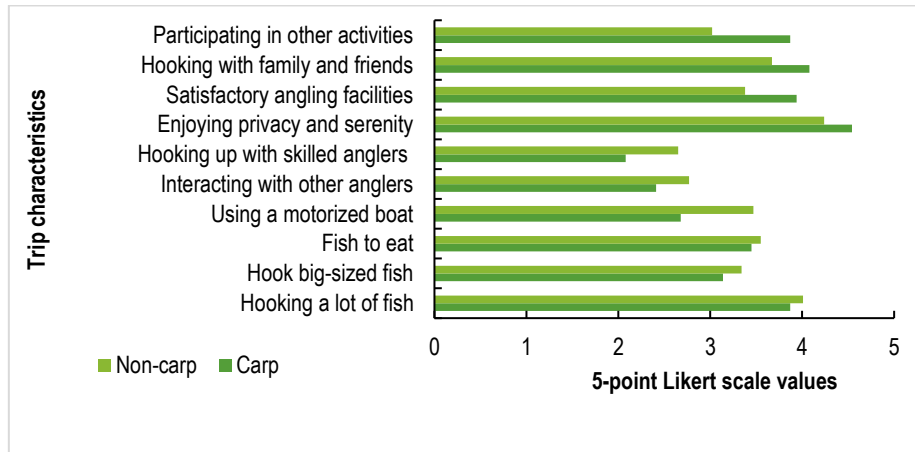 Participating in other activities
Hooking with family and friends
Satisfactory angling facilities
Enjoying privacy and serenity
Hooking up with skilled anglers
Interacting with other anglers
Using a motorized boat
Fish to eat
Hook big-sized fish
Hooking a lot of fish
Trip characteristics
0 1 2 3 4 5
Non-carp Carp
5-point Likert scale values